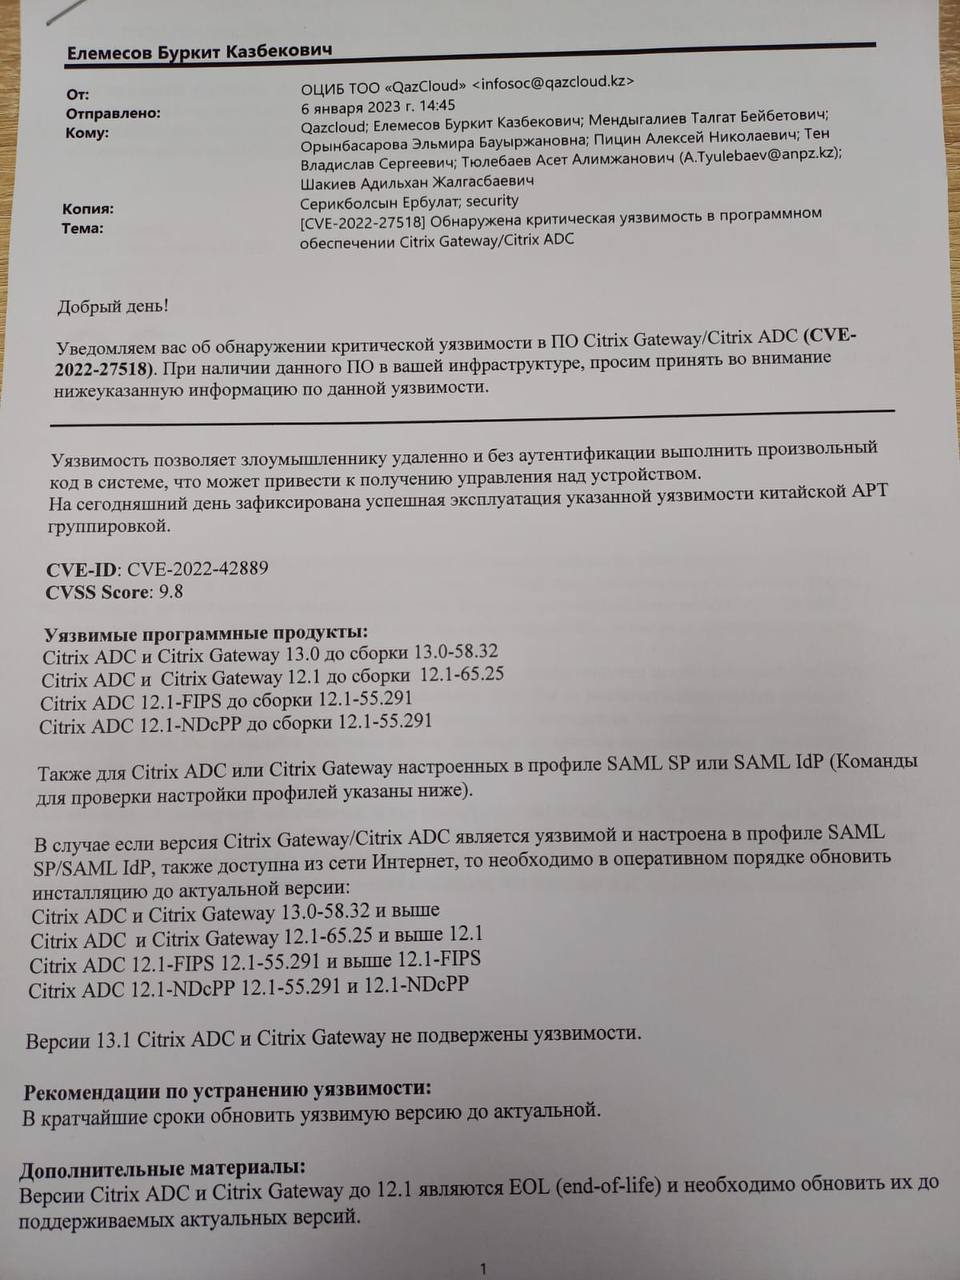 Елемесов Буркит Казбекович
От: ОЦИБ ТОО «QazCloud» <infosoc@qazcloud.kz>
Отправлено: 6 января 2023 г. 14:45
Кому: Qazcloud; Елемесов Буркит Казбекович; Мендыгалиев Талгат Бейбетович;
Орынбасарова Эльмира Бауыржановна; Пицин Алексей Николаевич; Тен
Владислав Сергеевич; Тюлебаев Асет Алимжанович (A.Tyulebaev@anpz.kz);
Шакиев Адильхан Жалгасбаевич
Копия: Серикболсын Ербулат; security
Тема: [CVE-2022-27518] Обнаружена критическая уязвимость в программном
обеспечении Citrix Gateway/Citrix ADC
Добрый день!
Уведомляем вас об обнаружении критической уязвимости в ПО Citrix Gateway/Citrix ADC (CVE-
2022-27518). При наличии данного ПО в вашей инфраструктуре, просим принять во внимание
нижеуказанную информацию по данной уязвимости.
Уязвимость позволяет злоумышленнику удаленно и без аутентификации выполнить произвольный
код в системе, что может привести к получению управления над устройством.
На сегодняшний день зафиксирована успешная эксплуатация указанной уязвимости китайской APT
группировкой.
CVE-ID: CVE-2022-42889
CVSS Score: 9.8
Уязвимые программные продукты:
Citrix ADC и Citrix Gateway 13.0 до сборки 13.0-58.32
Citrix ADC и Citrix Gateway 12.1 до сборки 12.1-65.25
Citrix ADC 12.1-FIPS до сборки 12.1-55.291
Citrix ADC 12.1-NDcPP до сборки 12.1-55.291
Также для Citrix ADC или Citrix Gateway настроенных в профиле SAML SP или SAML IdP (Команды
для проверки настройки профилей указаны ниже).
В случае если версия Citrix Gateway/Citrix ADC является уязвимой и настроена в профиле SAML
SP/SAML IdP, также доступна из сети Интернет, то необходимо в оперативном порядке обновить
инсталляцию до актуальной версии:
Citrix ADC и Citrix Gateway 13.0-58.32 и выше
Citrix ADC и Citrix Gateway 12.1-65.25 и выше 12.1
Citrix ADC 12.1-FIPS 12.1-55.291 и выше 12.1-FIPS
Citrix ADC 12.1-NDcPP 12.1-55.291 и 12.1-NDcPP
Версии 13.1 Citrix ADC и Citrix Gateway не подвержены уязвимости.
Рекомендации по устранению уязвимости:
В кратчайшие сроки обновить уязвимую версию до актуальной.
Дополнительные материалы:
Версии Citrix ADC и Citrix Gateway до 12.1 являются EOL (end-of-life) и необходимо обновить их до
поддерживаемых актуальных версий.
1